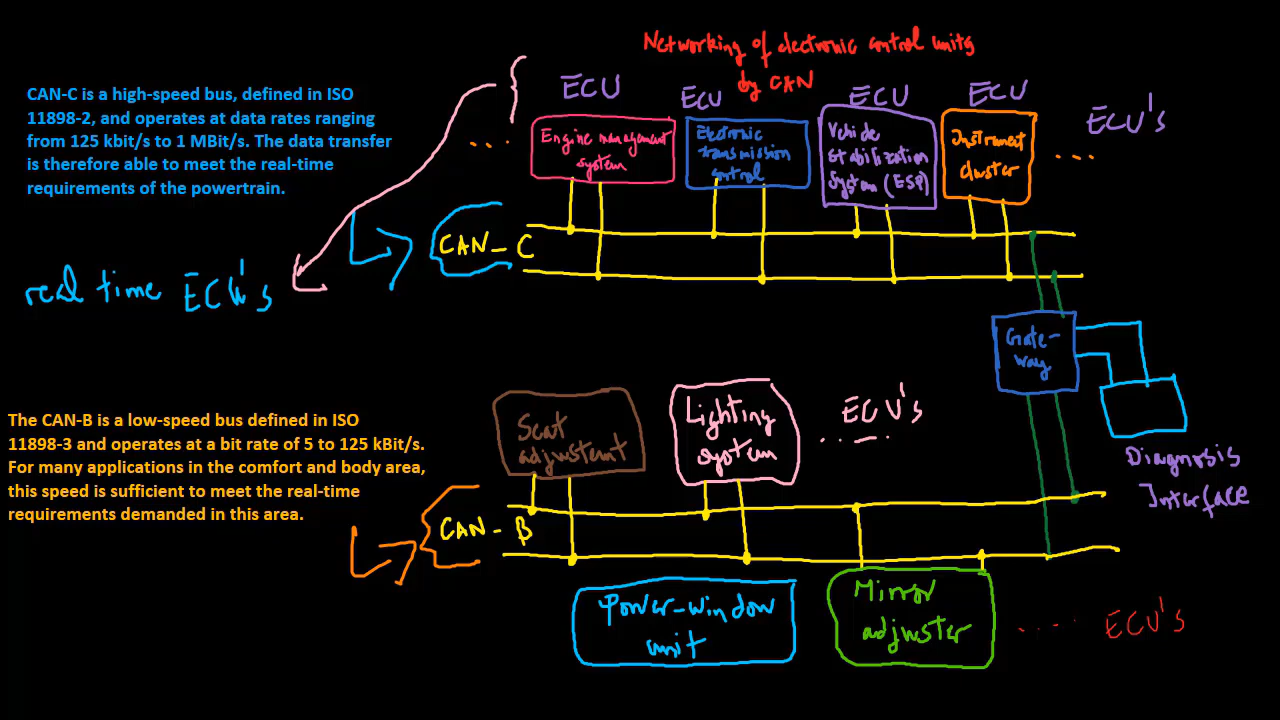 Networking of electronic control units
by CAN
CAN-C is a high-speed bus, defined in ISO
11898-2, and operates at data rates ranging
from 125 kbit/s to 1 MBit/s. The data transfer
is therefore able to meet the real-time
requirements of the powertrain.
ECU
ECU
ECU
ECU
ECU's
Engine management
system
Electronic
transmission
control
Vehicle
stabilization
System (ESP)
Instrument
cluster
CAN - C
real time ECU's
Gate-
way
Diagnosis
Interface
The CAN-B is a low-speed bus defined in ISO
11898-3 and operates at a bit rate of 5 to 125 kBit/s.
For many applications in the comfort and body area,
this speed is sufficient to meet the real-time
requirements demanded in this area.
Seat
adjustment
Lighting
system
ECU's
CAN - B
Power-window
unit
Mirror
adjuster
ECU's